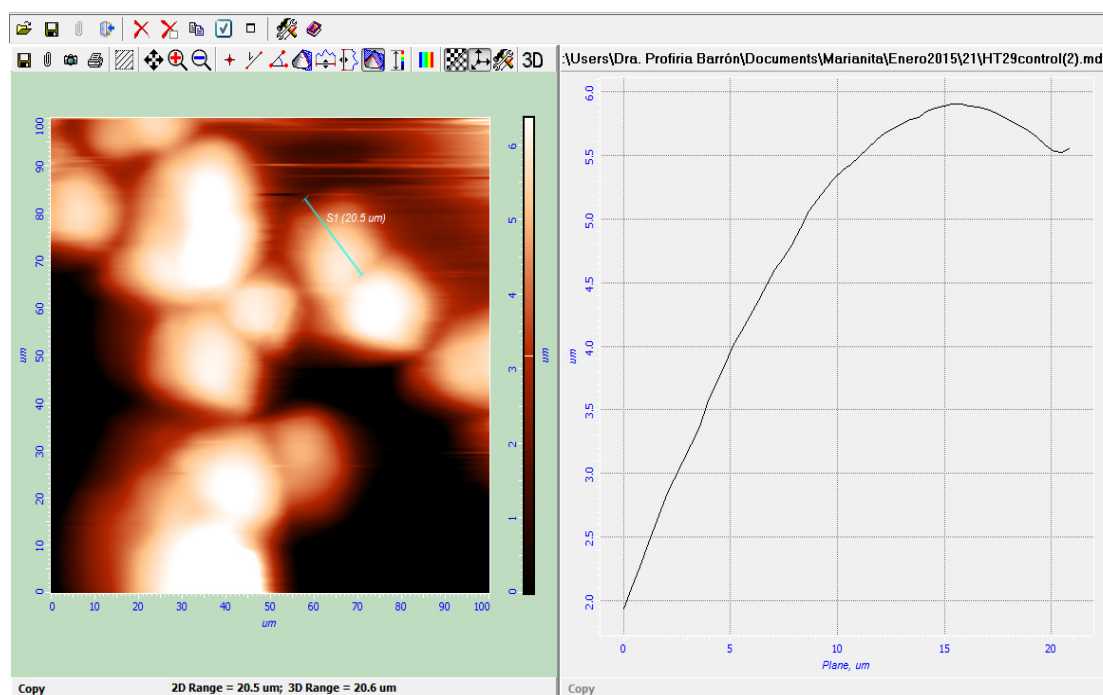 3D
:\Users\Dra. Profiria Barrón\Documents\Marianita\Enero2015\21\HT29control(2).md
100
90
80
70
60
50
40
30
20
10
0
um
S1 (20.5 um)
0 10 20 30 40 50 60 70 80 90 100
um
6
5
4
3
2
1
0
um
6.0
5.5
5.0
4.5
4.0
3.5
3.0
2.5
2.0
um
0 5 10 15 20
Plane, um
Copy 2D Range = 20.5 um; 3D Range = 20.6 um
Copy